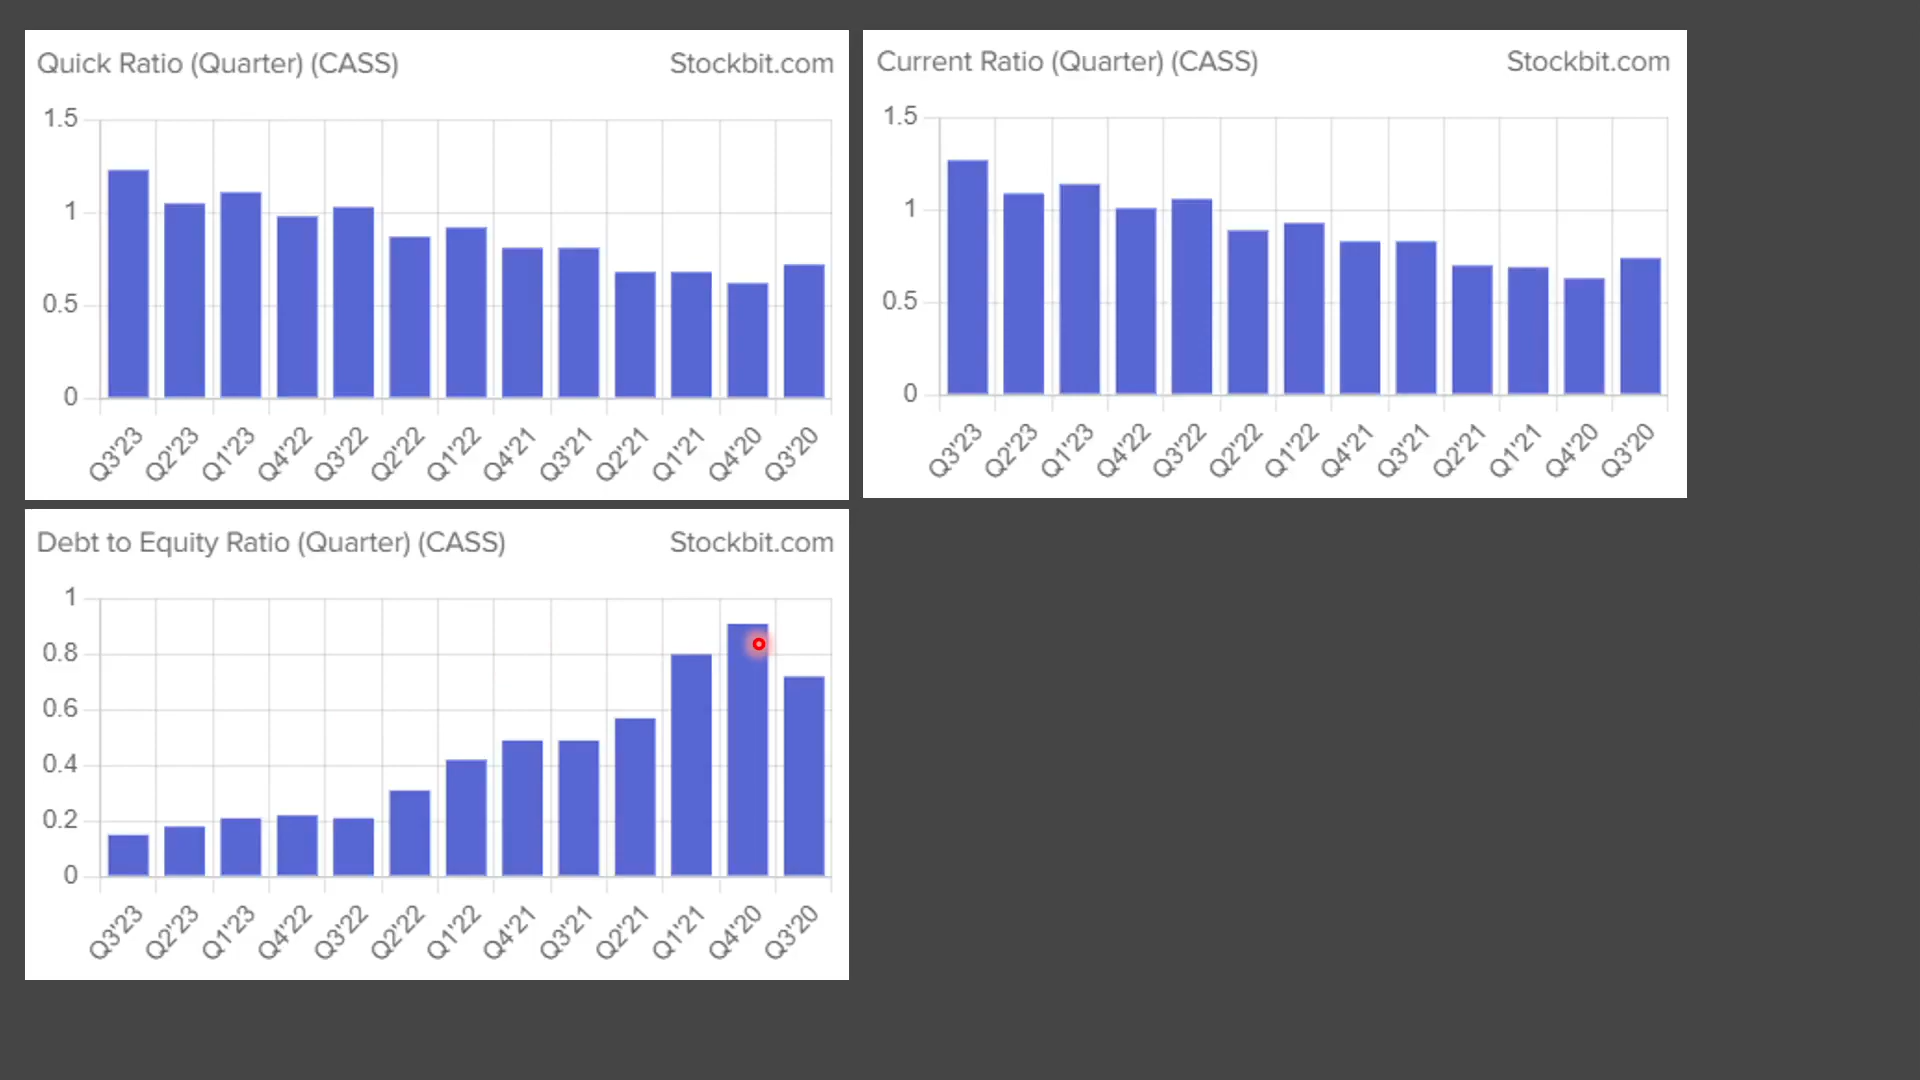 Quick Ratio (Quarter) (CASS) Stockbit.com
1.5
1
0.5
0
Q3'23 Q2'23 Q1'23 Q4'22 Q3'22 Q2'22 Q1'22 Q4'21 Q3'21 Q2'21 Q1'21 Q4'20 Q3'20
Current Ratio (Quarter) (CASS) Stockbit.com
1.5
1
0.5
0
Q3'23 Q2'23 Q1'23 Q4'22 Q3'22 Q2'22 Q1'22 Q4'21 Q3'21 Q2'21 Q1'21 Q4'20 Q3'20
Debt to Equity Ratio (Quarter) (CASS) Stockbit.com
1
0.8
0.6
0.4
0.2
0
Q3'23 Q2'23 Q1'23 Q4'22 Q3'22 Q2'22 Q1'22 Q4'21 Q3'21 Q2'21 Q1'21 Q4'20 Q3'20